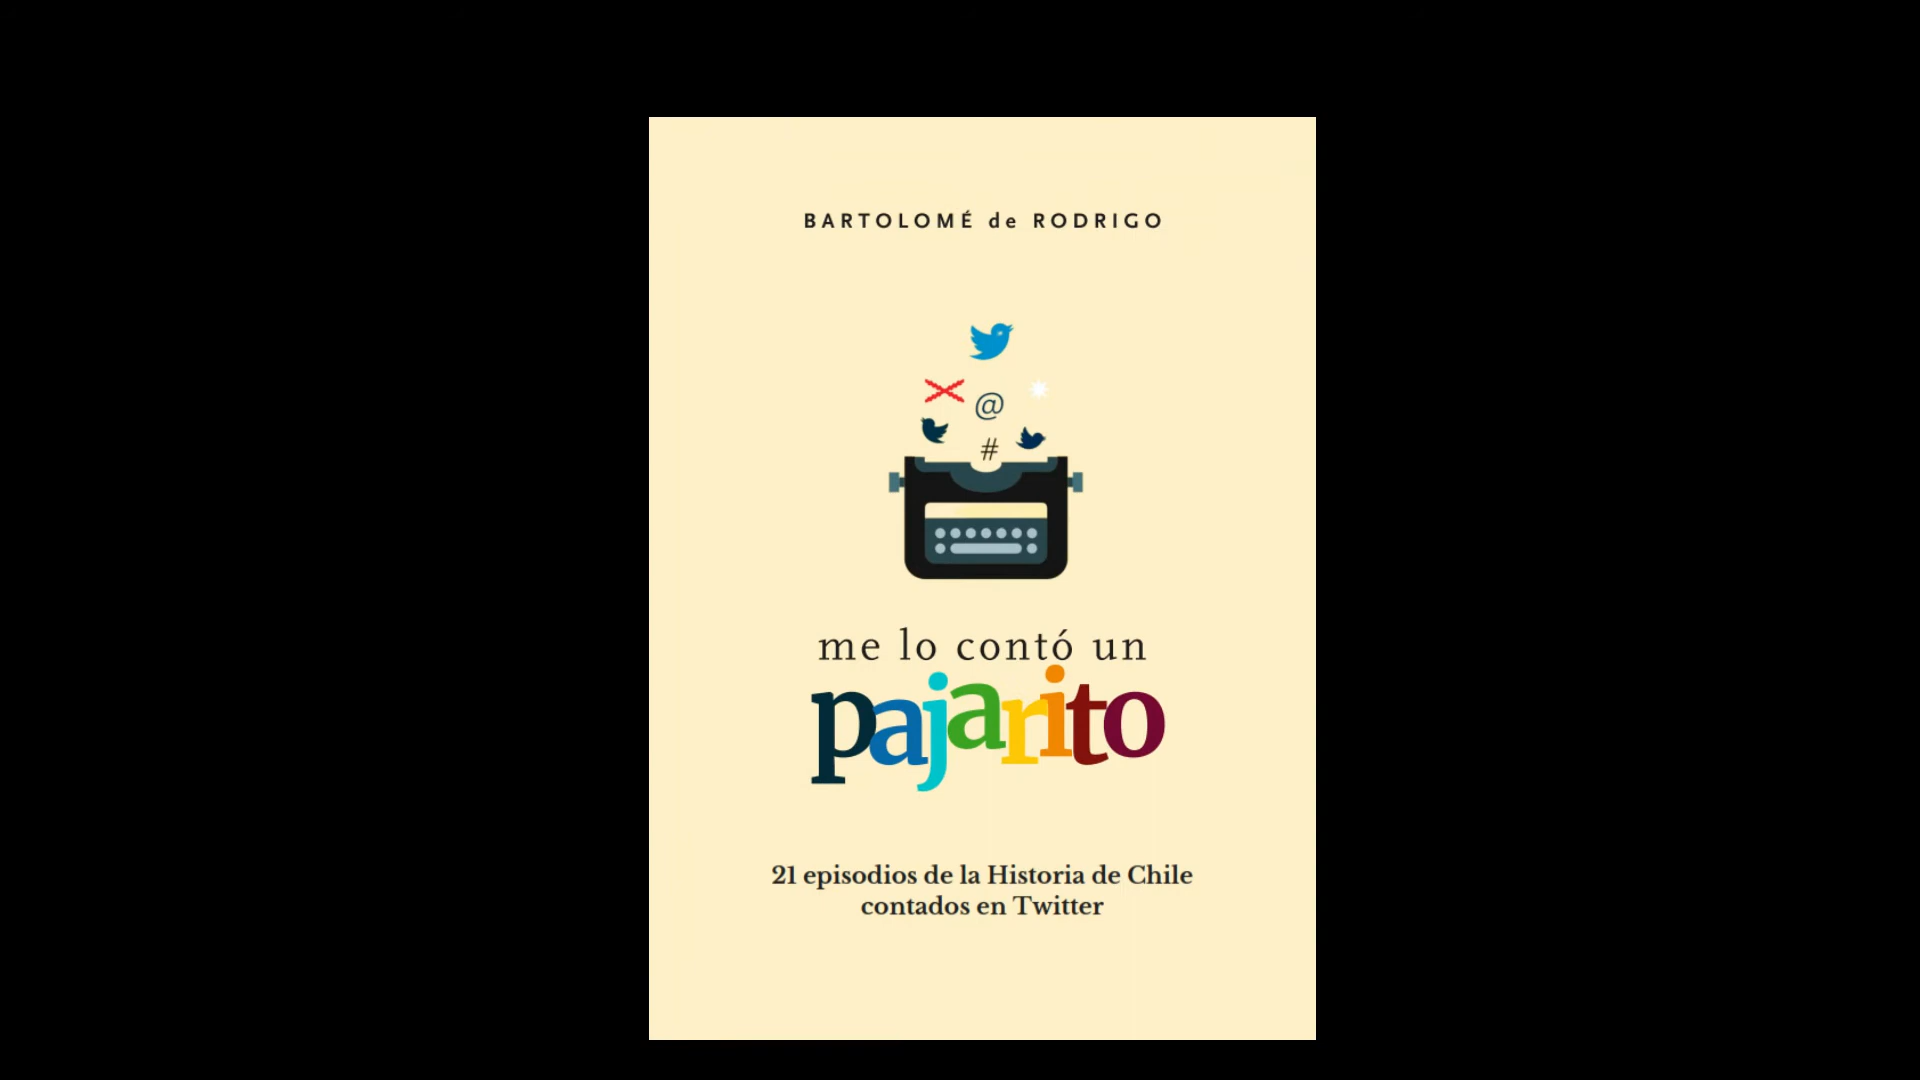 BARTOLOMÉ de RODRIGO
@
#
me lo contó un
pajarito
21 episodios de la Historia de Chile
contados en Twitter